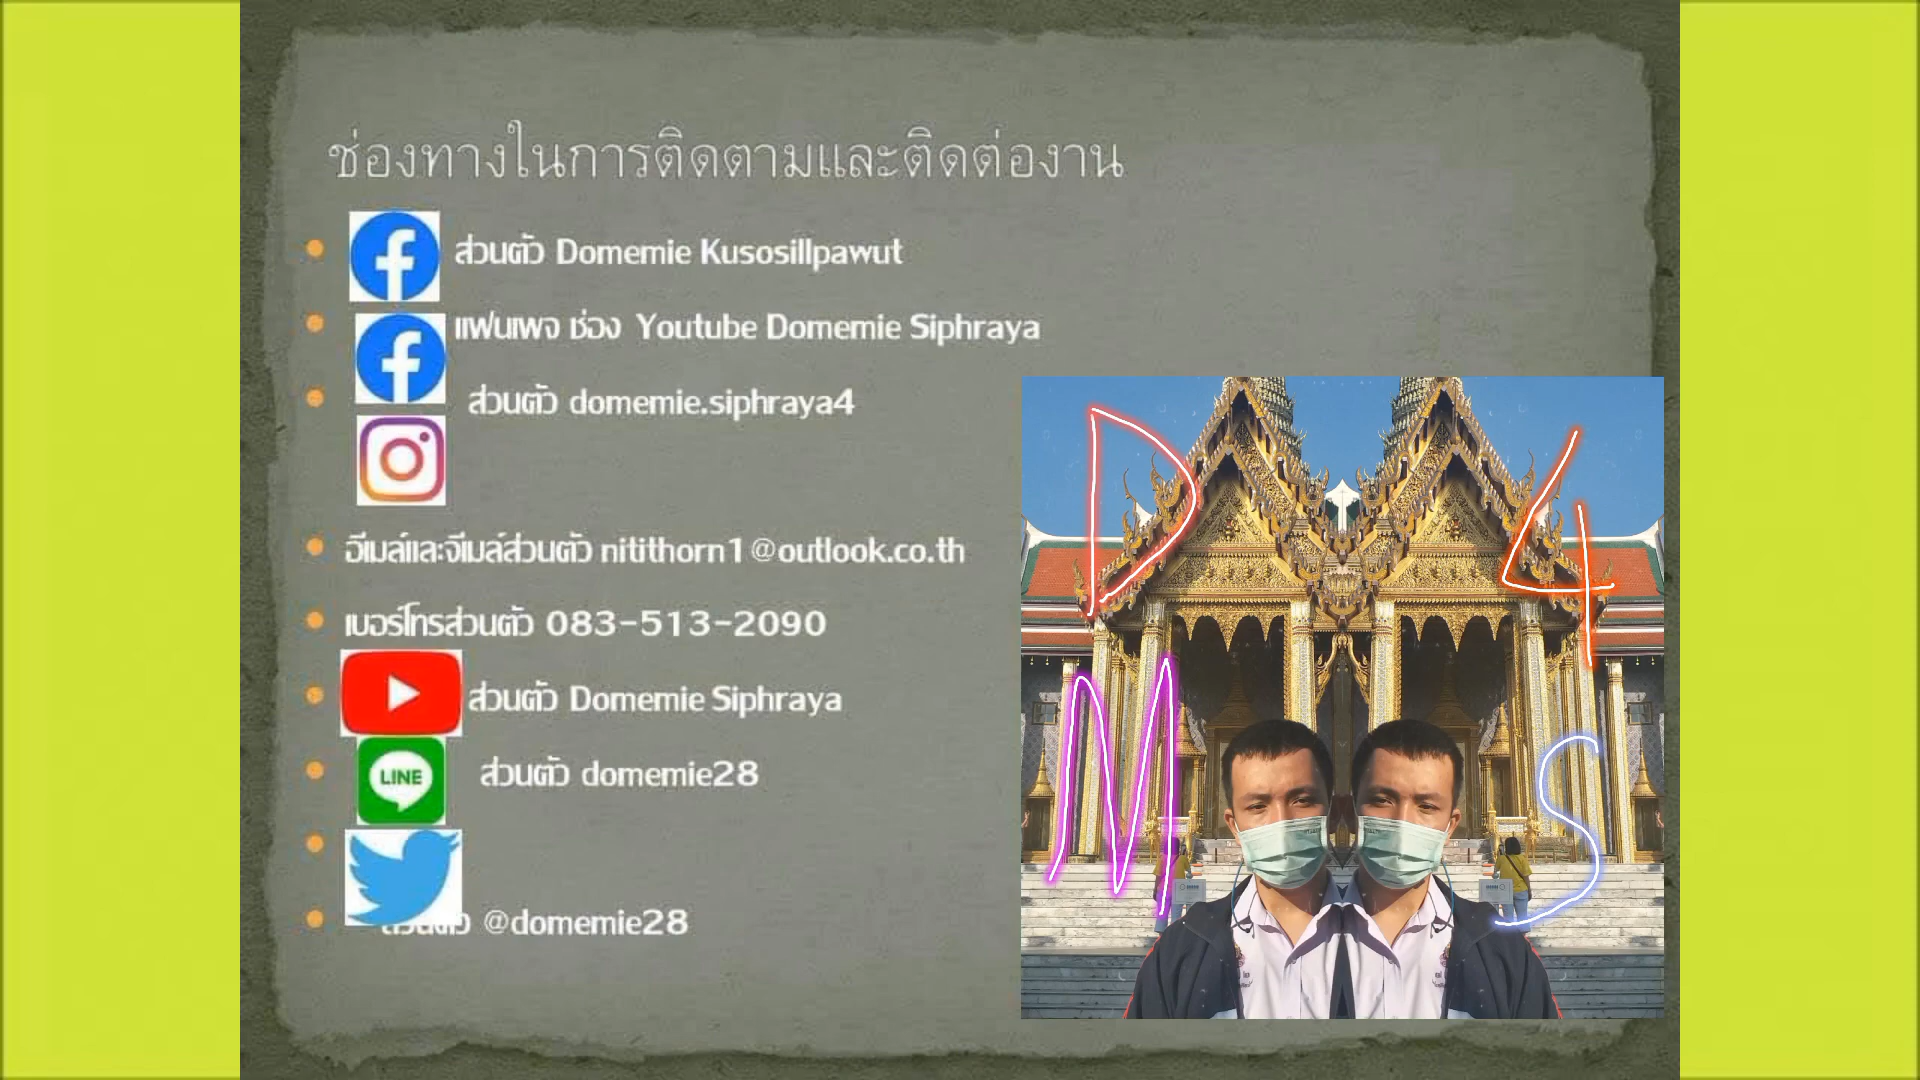 ช่องทางในการติดตามและติดต่องาน
ส่วนตัว Domemie Kusosillpawut
แฟนเพจ ช่อง Youtube Domemie Siphraya
ส่วนตัว domemie.siphraya4
อีเมล์และจีเมล์ส่วนตัว nitithorn1@outlook.co.th
เบอร์โทรส่วนตัว 083-513-2090
ส่วนตัว Domemie Siphraya
LINE ส่วนตัว domemie28
ส่วนตัว @domemie28
D 4
M S